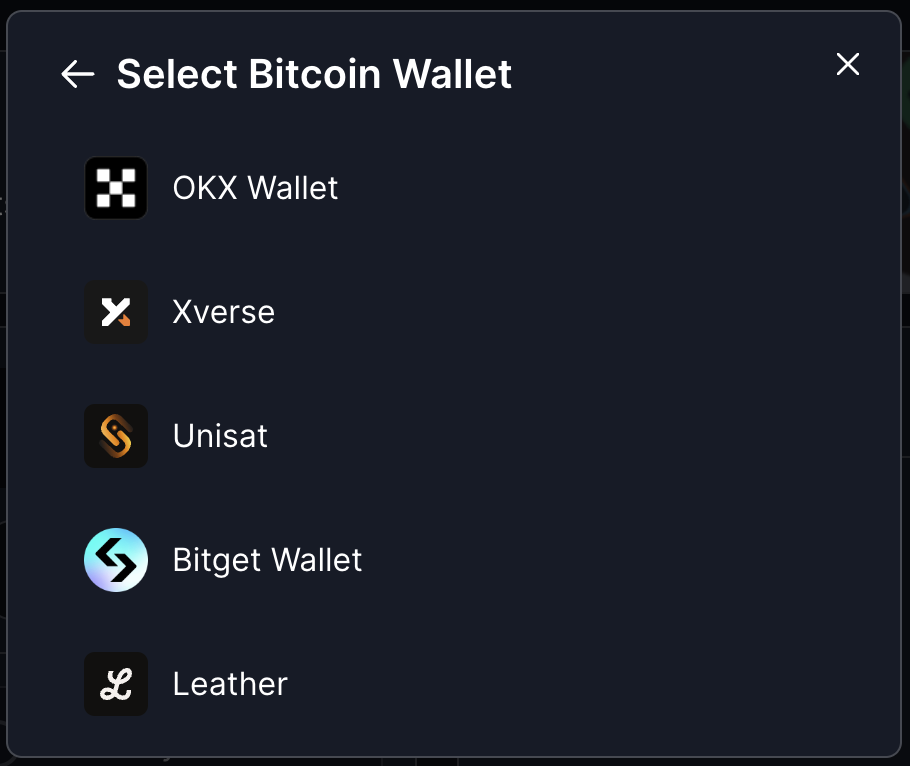 Select Bitcoin Wallet
OKX Wallet
Xverse
Unisat
Bitget Wallet
Leather